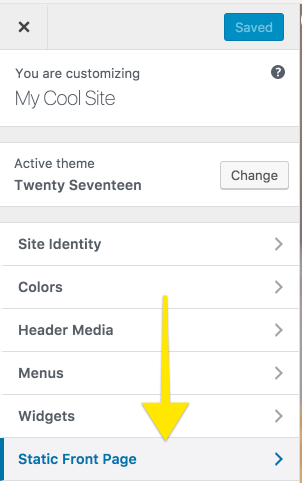 Saved
You are customizing
My Cool Site
Active theme
Twenty Seventeen
Change
Site Identity
Colors
Header Media
Menus
Widgets
Static Front Page